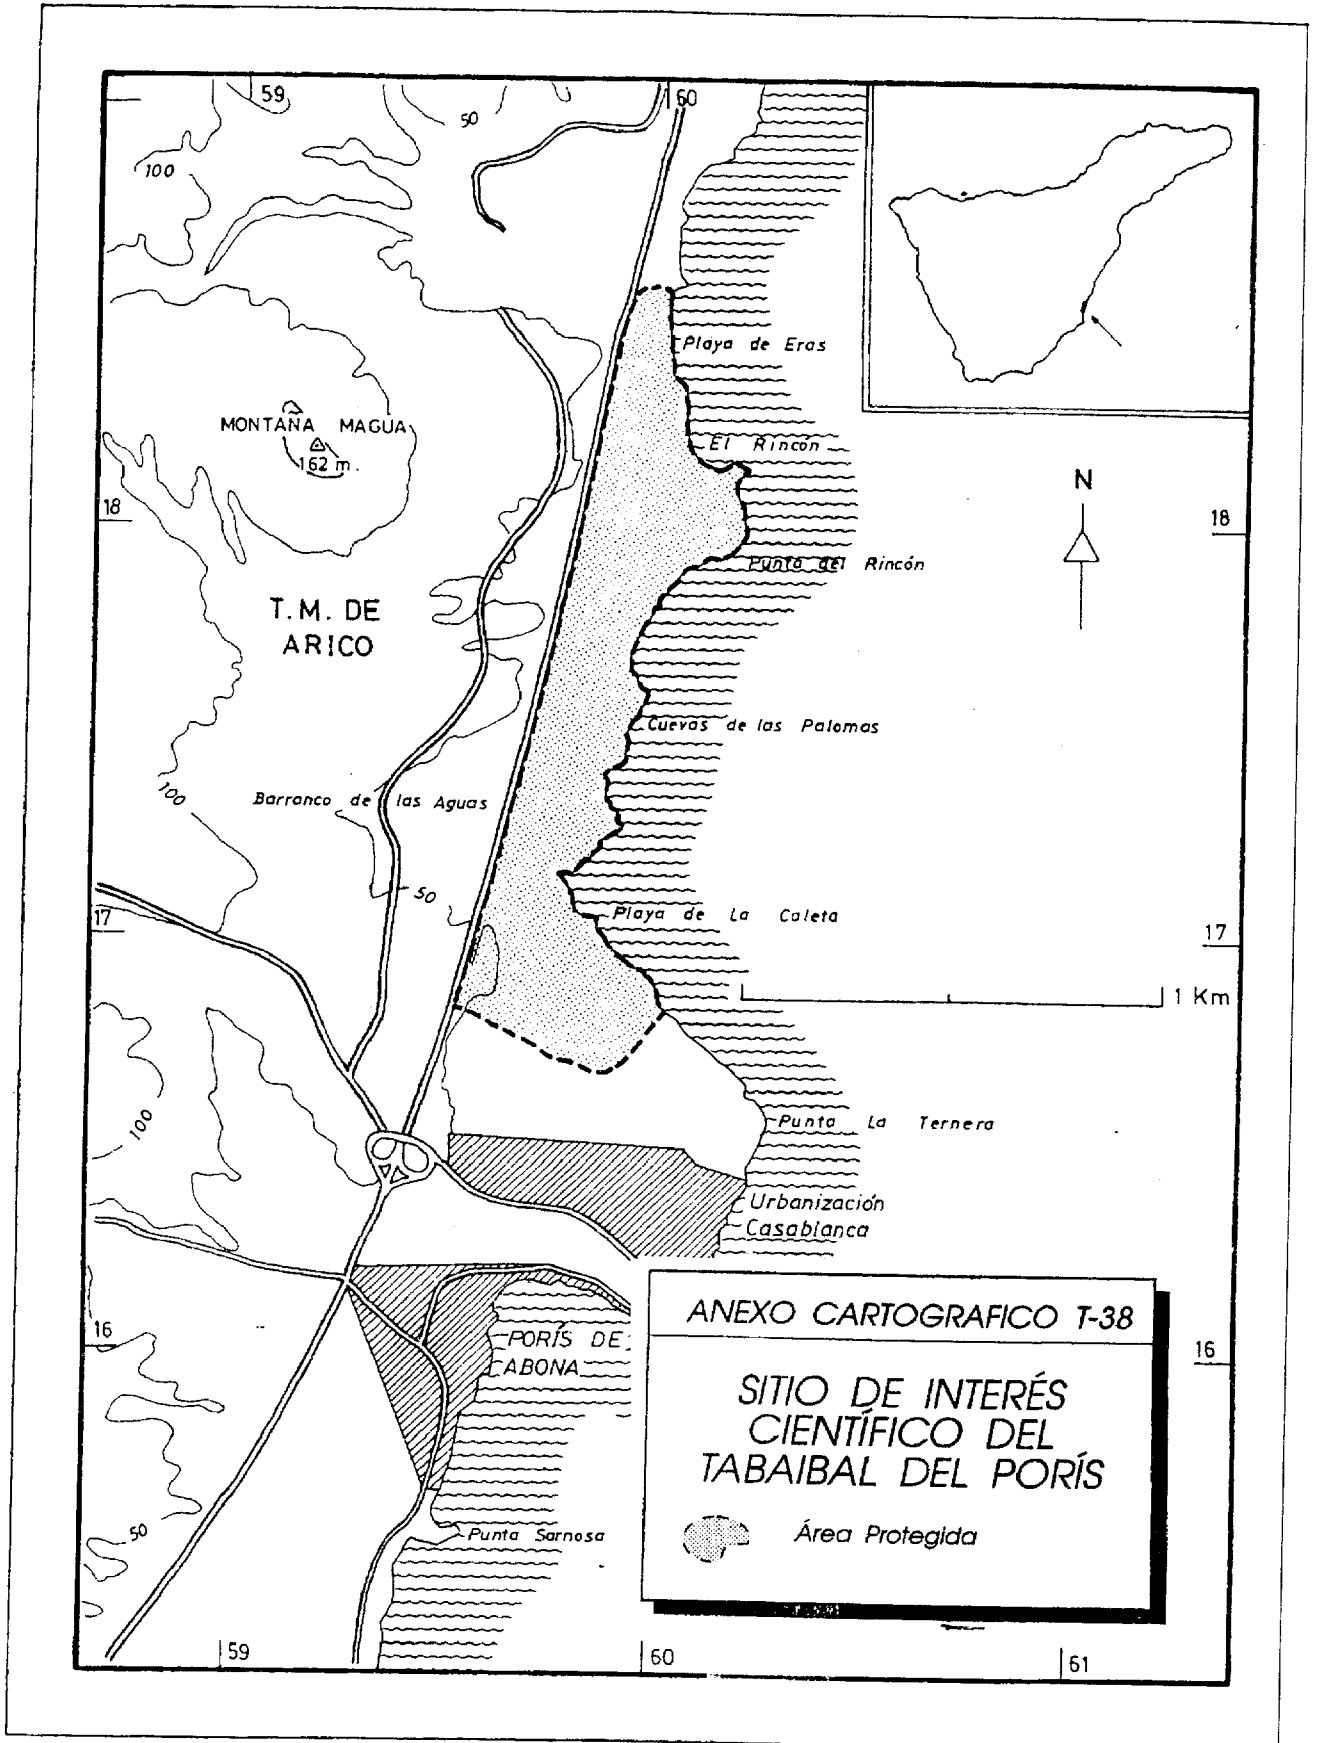 59
60
50
100
Playa de Eras
MONTAÑA MAGUA
162 m.
El Rincón
N
18
18
Punta del Rincón
T.M. DE
ARICO
Cuevas de las Palomas
100
Barranco de las Aguas
50
17
Playa de La Caleta
17
1 Km
100
Punta La Ternera
Urbanización
Casablanca
ANEXO CARTOGRAFICO T-38
16
PORÍS DE
ABONA
16
SITIO DE INTERÉS
CIENTÍFICO DEL
TABAIBAL DEL PORÍS
50
Punta Sarnosa
Área Protegida
59
60
61